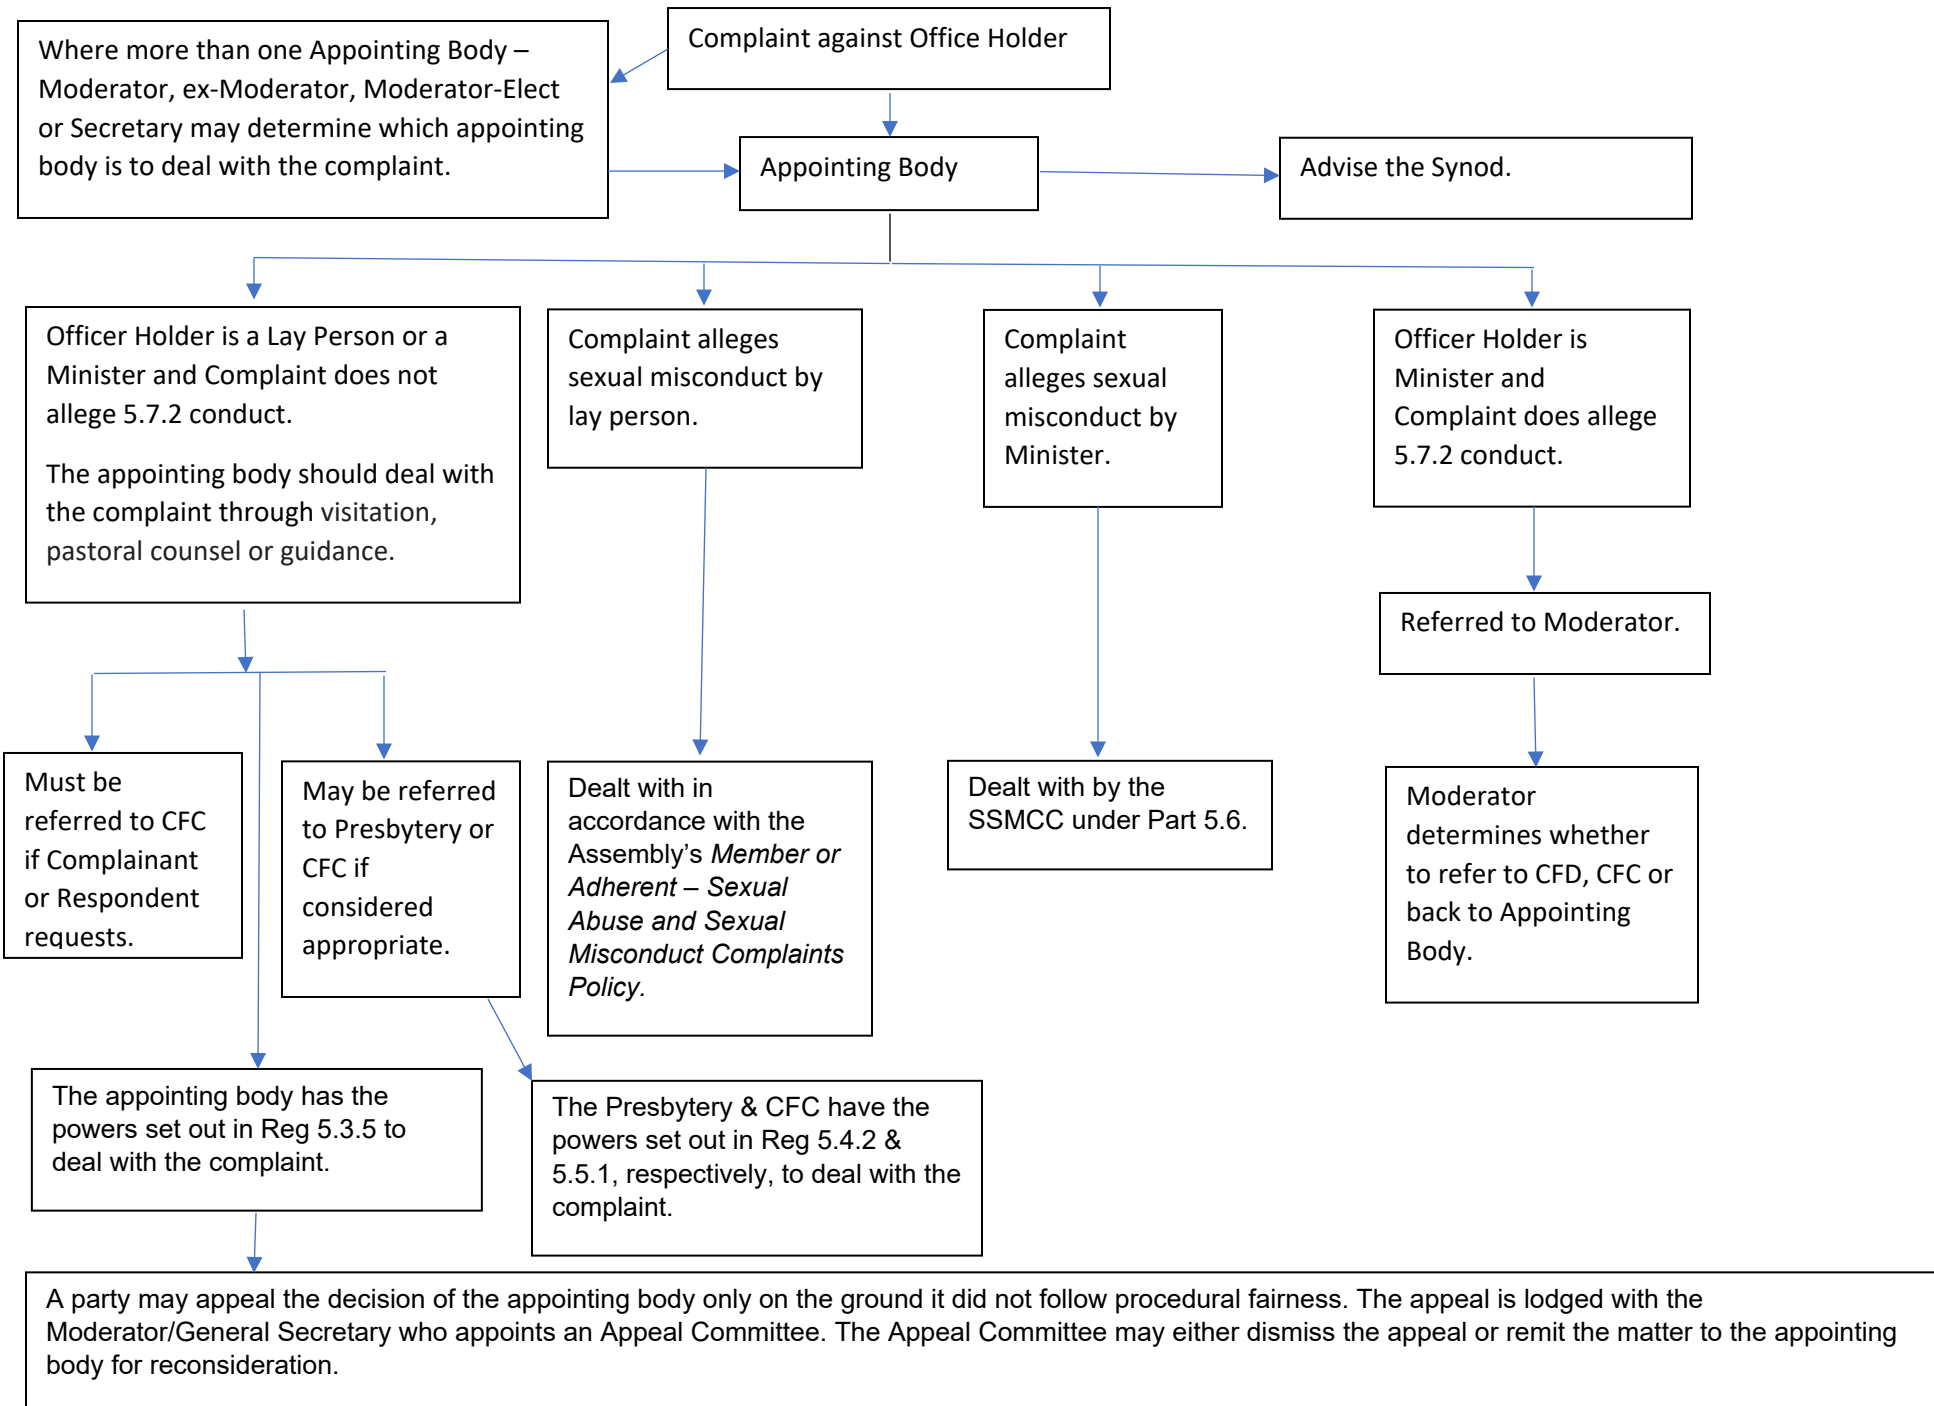 Complaint against Office Holder
Where more than one Appointing Body –
Moderator, ex-Moderator, Moderator-Elect
or Secretary may determine which appointing
body is to deal with the complaint.
Appointing Body
Advise the Synod.
Officer Holder is a Lay Person or a
Minister and Complaint does not
allege 5.7.2 conduct.
The appointing body should deal with
the complaint through visitation,
pastoral counsel or guidance.
Complaint alleges
sexual misconduct by
lay person.
Complaint
alleges sexual
misconduct by
Minister.
Officer Holder is
Minister and
Complaint does allege
5.7.2 conduct.
Referred to Moderator.
Must be
referred to CFC
if Complainant
or Respondent
requests.
May be referred
to Presbytery or
CFC if
considered
appropriate.
Dealt with in
accordance with the
Assembly’s Member or
Adherent – Sexual
Abuse and Sexual
Misconduct Complaints
Policy.
Dealt with by the
SSMCC under Part 5.6.
Moderator
determines whether
to refer to CFD, CFC or
back to Appointing
Body.
The appointing body has the
powers set out in Reg 5.3.5 to
deal with the complaint.
The Presbytery & CFC have the
powers set out in Reg 5.4.2 &
5.5.1, respectively, to deal with the
complaint.
A party may appeal the decision of the appointing body only on the ground it did not follow procedural fairness. The appeal is lodged with the
Moderator/General Secretary who appoints an Appeal Committee. The Appeal Committee may either dismiss the appeal or remit the matter to the appointing
body for reconsideration.